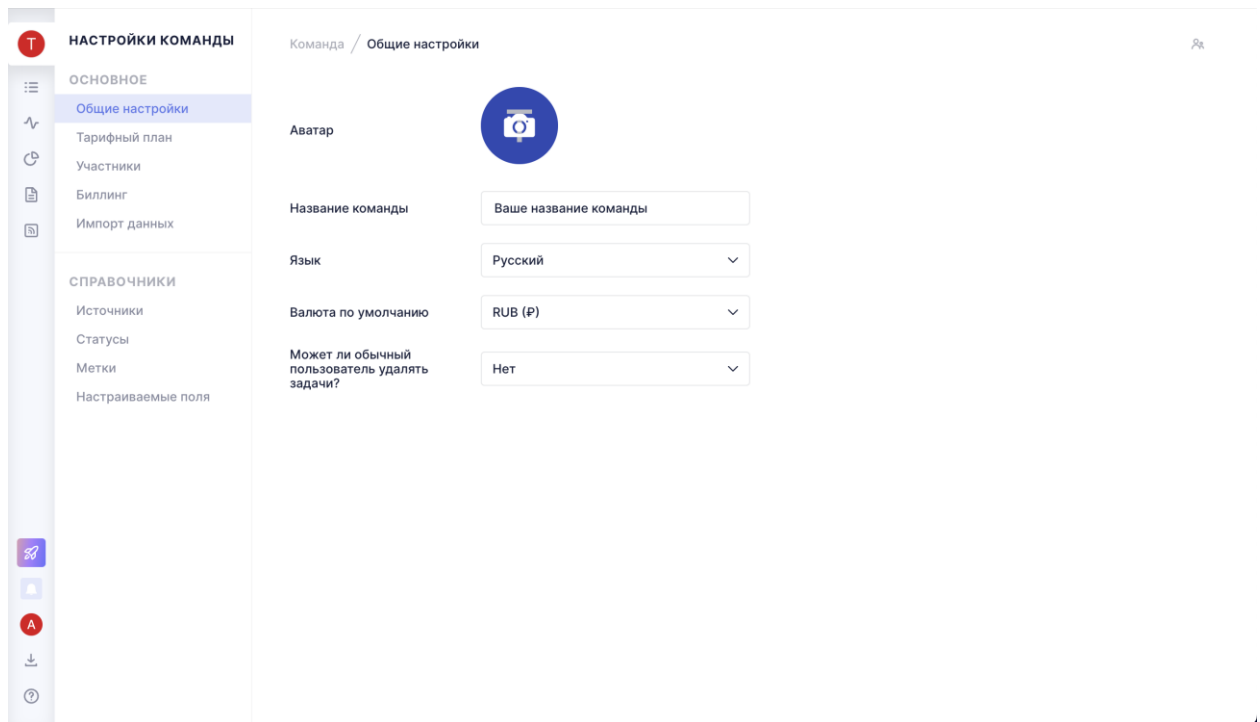 T
НАСТРОЙКИ КОМАНДЫ
ОСНОВНОЕ
Общие настройки
Тарифный план
Участники
Биллинг
Импорт данных
СПРАВОЧНИКИ
Источники
Статусы
Метки
Настраиваемые поля
A
Команда / Общие настройки
Аватар
Название команды
Ваше название команды
Язык
Русский
Валюта по умолчанию
RUB (₽)
Может ли обычный
пользователь удалять
задачи?
Нет